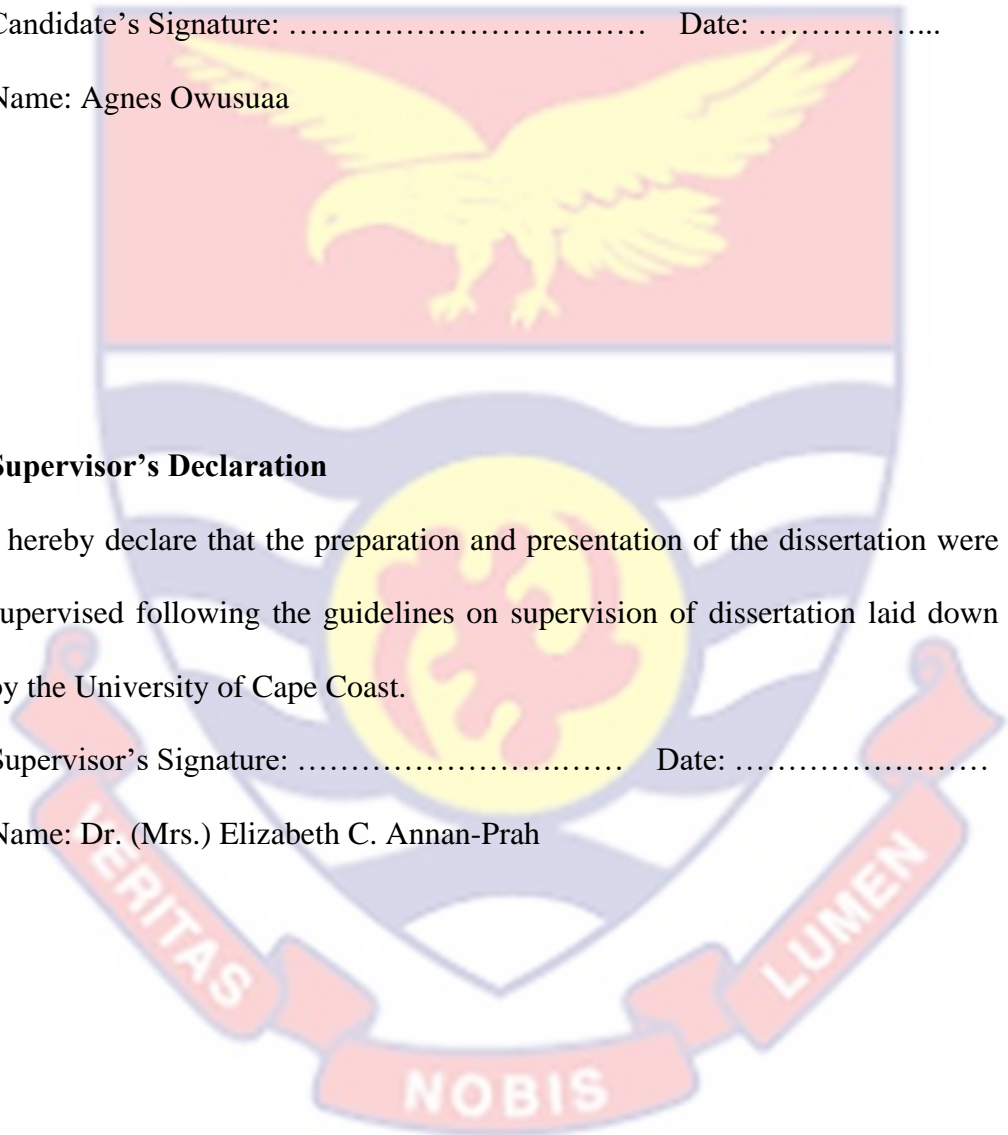 Candidate’s Signature: ……………………….…… Date: ……………...
Name: Agnes Owusuaa
Supervisor’s Declaration
I hereby declare that the preparation and presentation of the dissertation were
supervised following the guidelines on supervision of dissertation laid down
by the University of Cape Coast.
Supervisor’s Signature: …………………….…… Date: ……………………
Name: Dr. (Mrs.) Elizabeth C. Annan-Prah
VERITAS
NOBIS
LUMEN